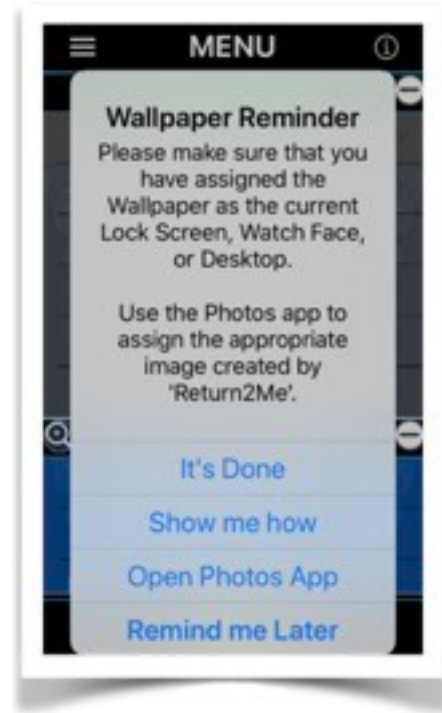 MENU
Wallpaper Reminder
Please make sure that you
have assigned the
Wallpaper as the current
Lock Screen, Watch Face,
or Desktop.
Use the Photos app to
assign the appropriate
image created by
'Return2Me'.
It's Done
Show me how
Open Photos App
Remind me Later